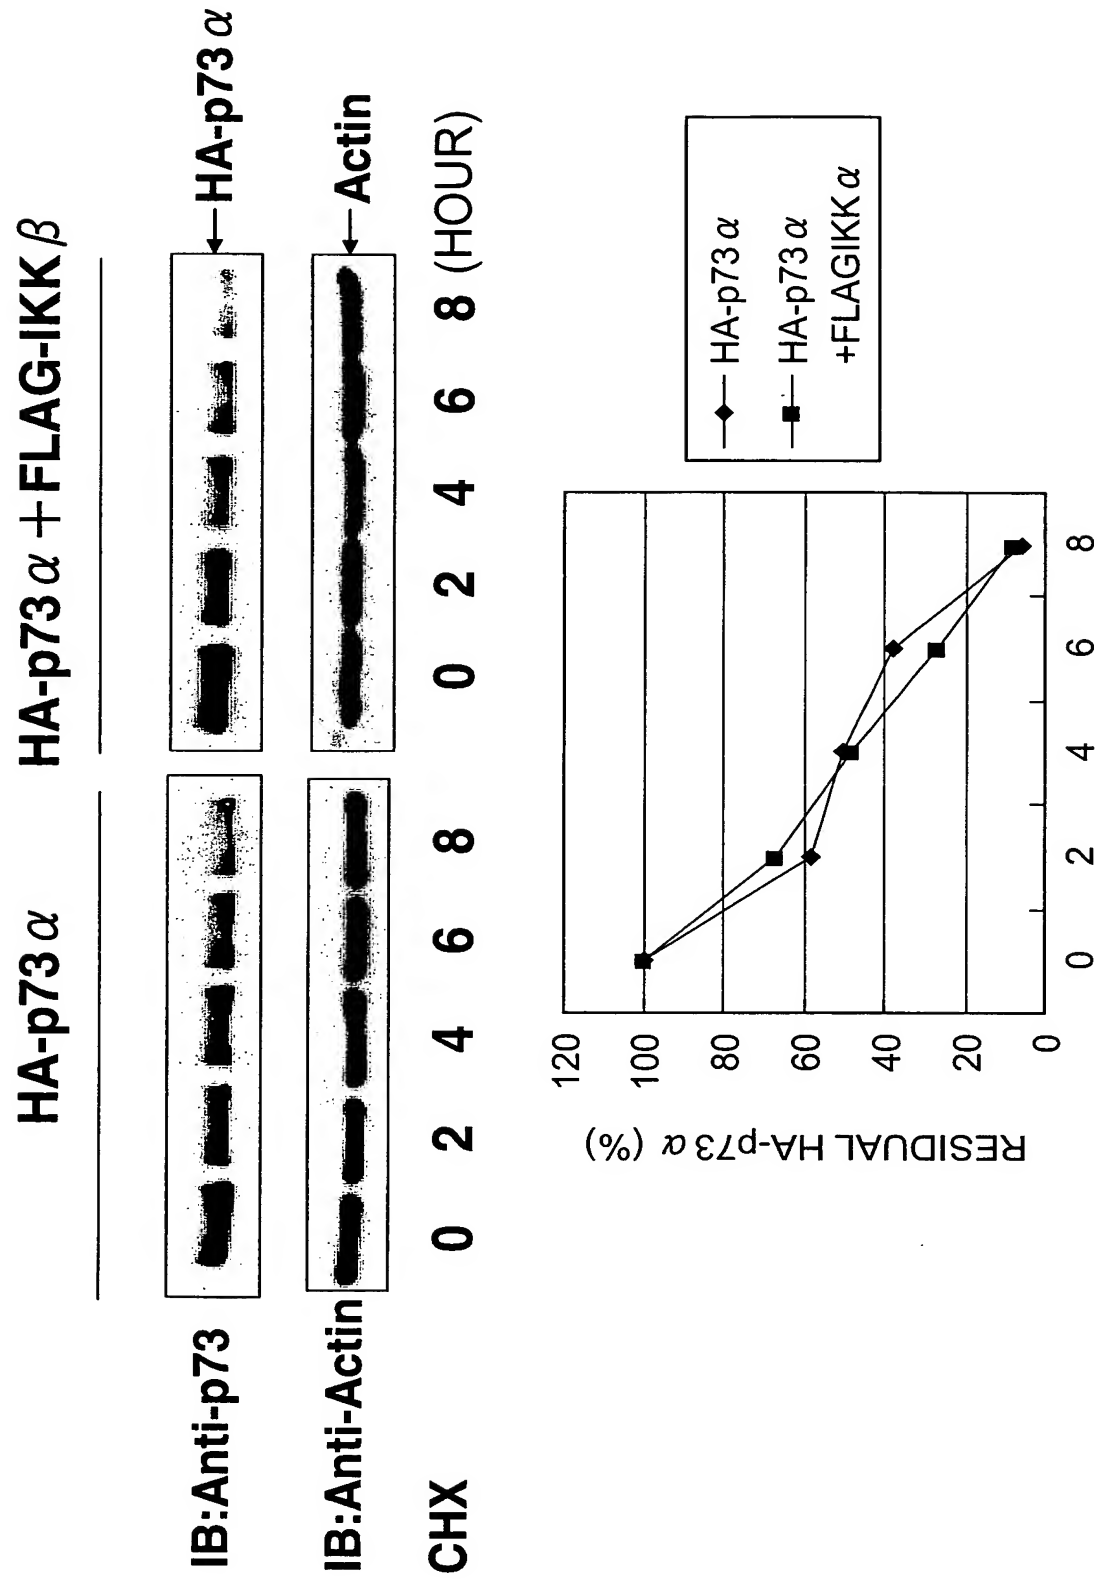 HA-p73α
HA-p73α+FLAG-IKKβ
IB:Anti-p73
HA-p73α
IB:Anti-Actin
Actin
CHX 0 2 4 6 8 0 2 4 6 8 (HOUR)
RESIDUAL HA-p73α (%)
120
100
80
60
40
20
0
0 2 4 6 8
HA-p73α
HA-p73α
+FLAGIKKα